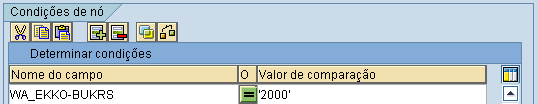 Condições de nó
Determinar condições
Nome do campo O Valor de comparação
WA_EKKO-BUKRS = '2000'